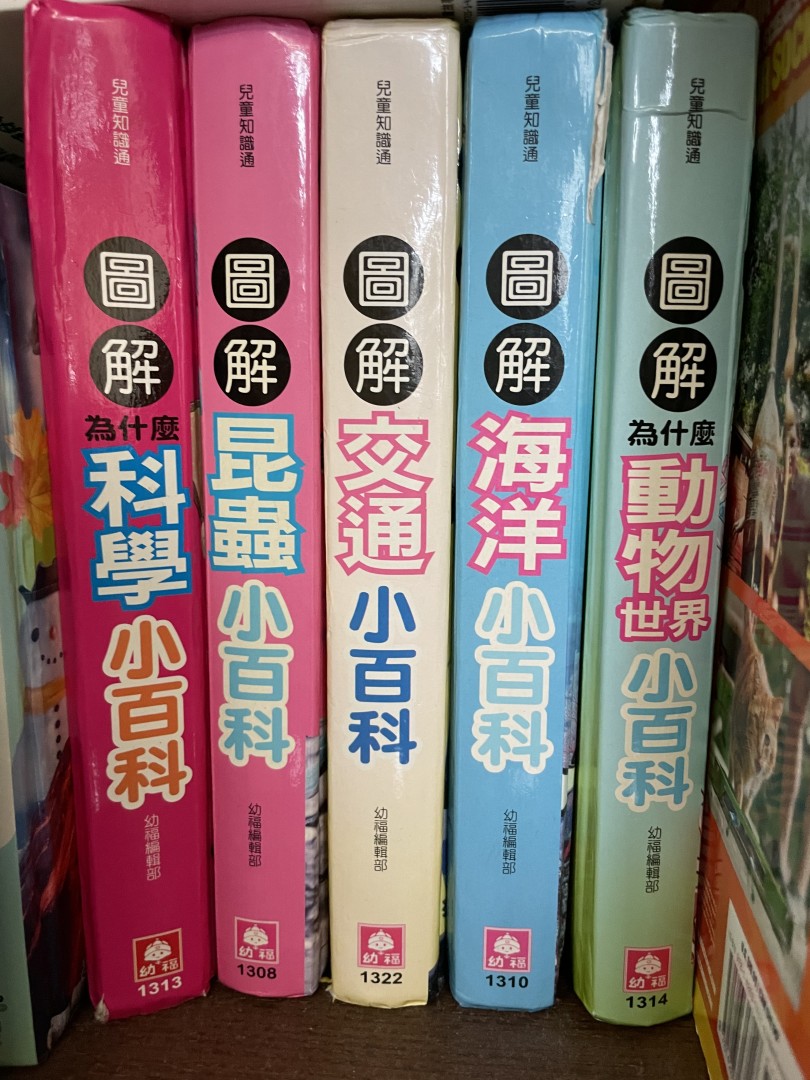 兒童知識通
圖解
為什麼
科學
小百科
幼福編輯部
幼福
1313
兒童知識通
圖解
昆蟲
小百科
幼福編輯部
幼福
1308
兒童知識通
圖解
交通
小百科
幼福編輯部
幼福
1322
兒童知識通
圖解
海洋
小百科
幼福編輯部
幼福
1310
兒童知識通
圖解
為什麼
動物
世界
小百科
幼福編輯部
幼福
1314